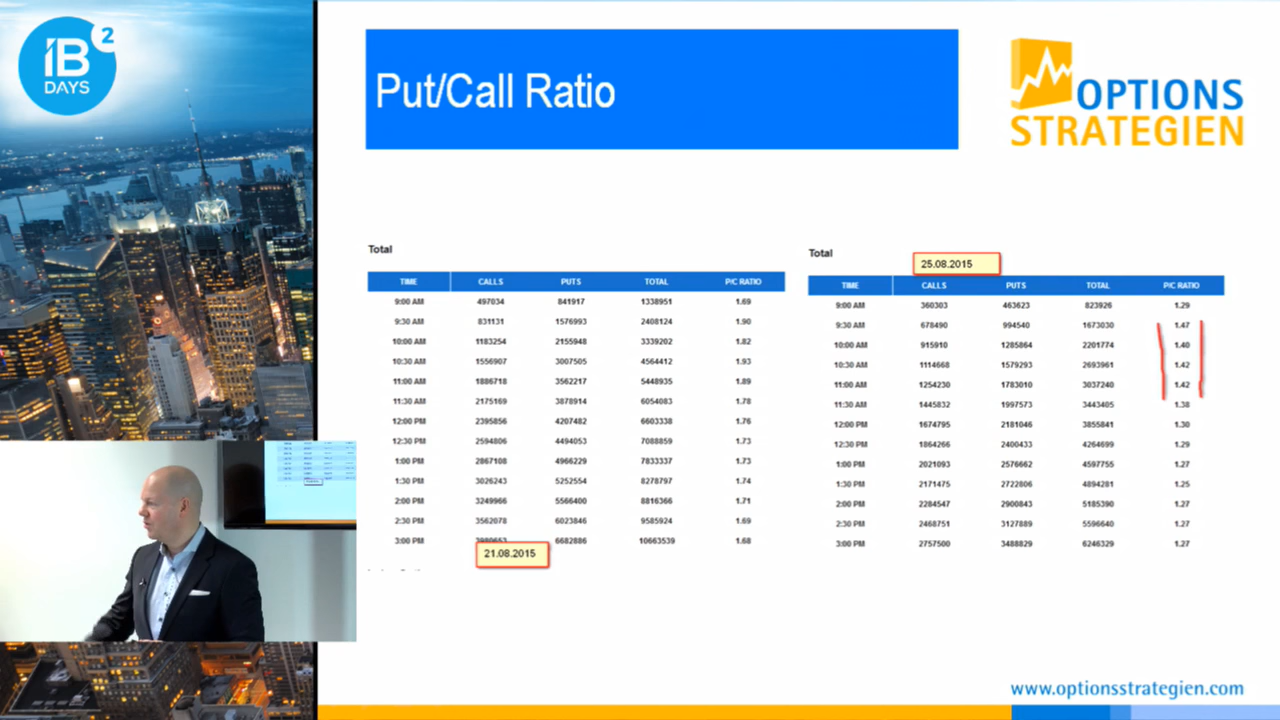 IB 2
DAYS
Put/Call Ratio
OPTIONS
STRATEGIEN
Total
TIME CALLS PUTS TOTAL P/C RATIO
9:00 AM 497034 841917 1338951 1.69
9:30 AM 831131 1576993 2408124 1.90
10:00 AM 1183254 2155948 3339202 1.82
10:30 AM 1556907 3007505 4564412 1.93
11:00 AM 1886718 3562217 5448935 1.89
11:30 AM 2175169 3878914 6054083 1.78
12:00 PM 2395856 4207482 6603338 1.76
12:30 PM 2594806 4494053 7088859 1.73
1:00 PM 2867108 4966229 7833337 1.73
1:30 PM 3026243 5252554 8278797 1.74
2:00 PM 3249966 5566400 8816366 1.71
2:30 PM 3562078 6023846 9585924 1.69
3:00 PM 6682886 10663539 1.68
21.08.2015
Total
25.08.2015
TIME CALLS PUTS TOTAL P/C RATIO
9:00 AM 360303 463623 823926 1.29
9:30 AM 678490 994540 1673030 1.47
10:00 AM 915910 1285864 2201774 1.40
10:30 AM 1114668 1579293 2693961 1.42
11:00 AM 1254230 1783010 3037240 1.42
11:30 AM 1445832 1997573 3443405 1.38
12:00 PM 1674795 2181046 3855841 1.30
12:30 PM 1864266 2400433 4264699 1.29
1:00 PM 2021093 2576662 4597755 1.27
1:30 PM 2171475 2722806 4894281 1.25
2:00 PM 2284547 2900843 5185390 1.27
2:30 PM 2468751 3127889 5596640 1.27
3:00 PM 2757500 3488829 6246329 1.27
www.optionsstrategien.com